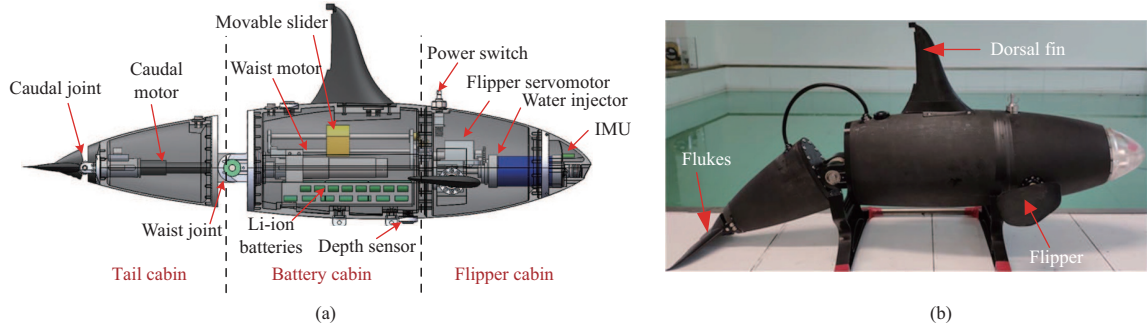 Movable slider
Power switch
Waist motor
Flipper servomotor
Caudal
motor
Water injector
Caudal joint
IMU
Waist joint
Li-ion
batteries
Depth sensor
Tail cabin
Battery cabin
Flipper cabin
(a)
Dorsal fin
Flukes
Flipper
(b)